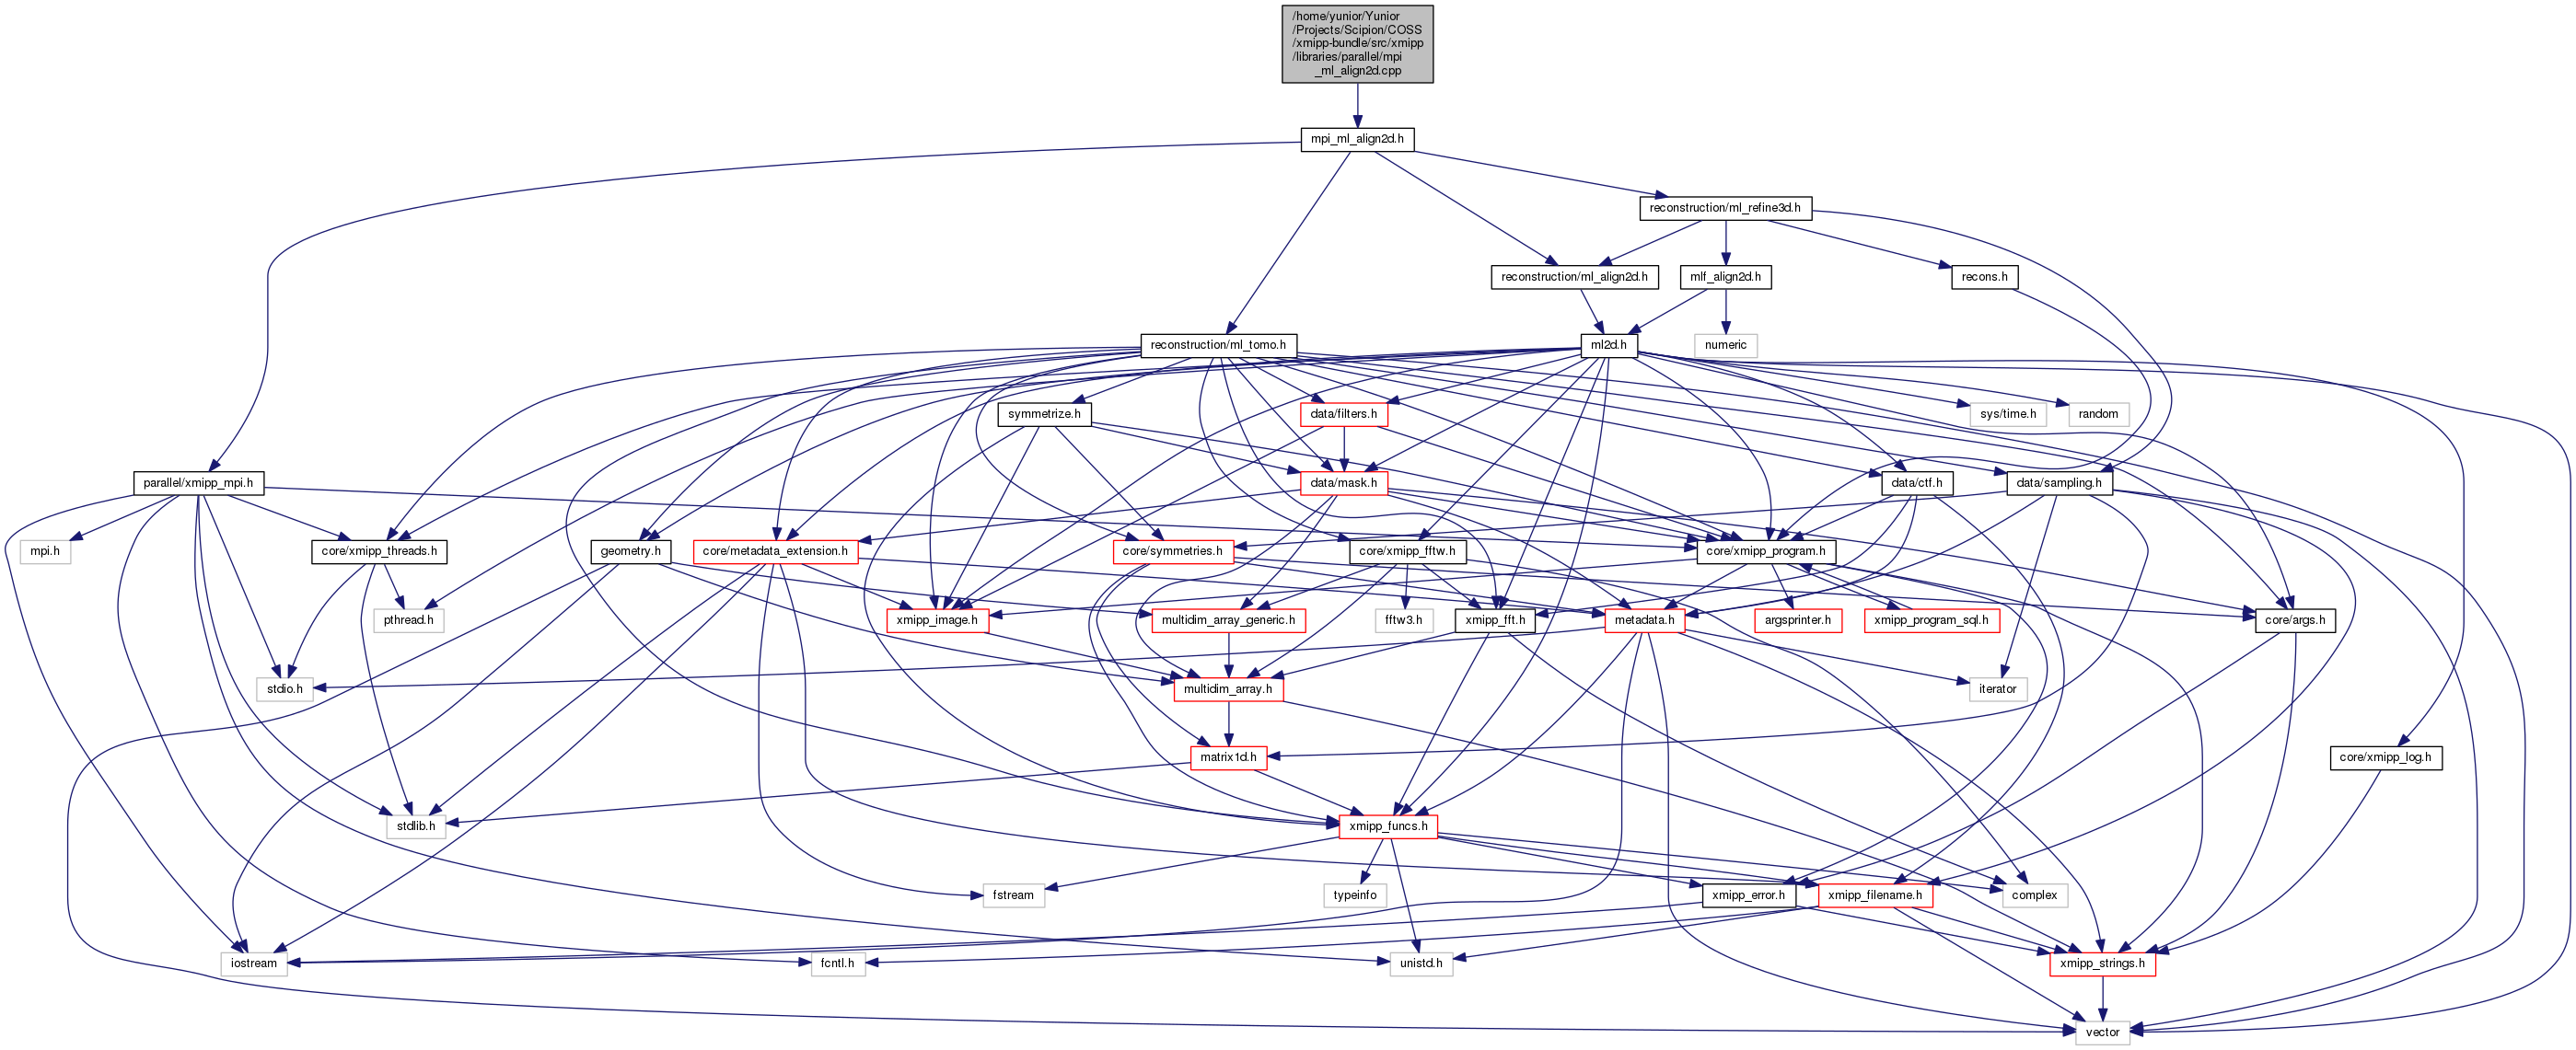 /home/yunior/Yunior
/Projects/Scipion/COSS
/xmipp-bundle/src/xmipp
/libraries/parallel/mpi
_ml_align2d.cpp
mpi_ml_align2d.h
reconstruction/ml_refine3d.h
reconstruction/ml_align2d.h
mlf_align2d.h
recons.h
reconstruction/ml_tomo.h
ml2d.h
numeric
symmetrize.h
data/filters.h
sys/time.h
random
parallel/xmipp_mpi.h
data/mask.h
data/ctf.h
data/sampling.h
mpi.h
core/xmipp_threads.h
geometry.h
core/metadata_extension.h
core/symmetries.h
core/xmipp_fftw.h
core/xmipp_program.h
pthread.h
xmipp_image.h
multidim_array_generic.h
fftw3.h
xmipp_fft.h
metadata.h
argsprinter.h
xmipp_program_sql.h
core/args.h
stdio.h
multidim_array.h
iterator
matrix1d.h
core/xmipp_log.h
stdlib.h
xmipp_funcs.h
fstream
typeinfo
xmipp_error.h
xmipp_filename.h
complex
iostream
fcntl.h
unistd.h
xmipp_strings.h
vector